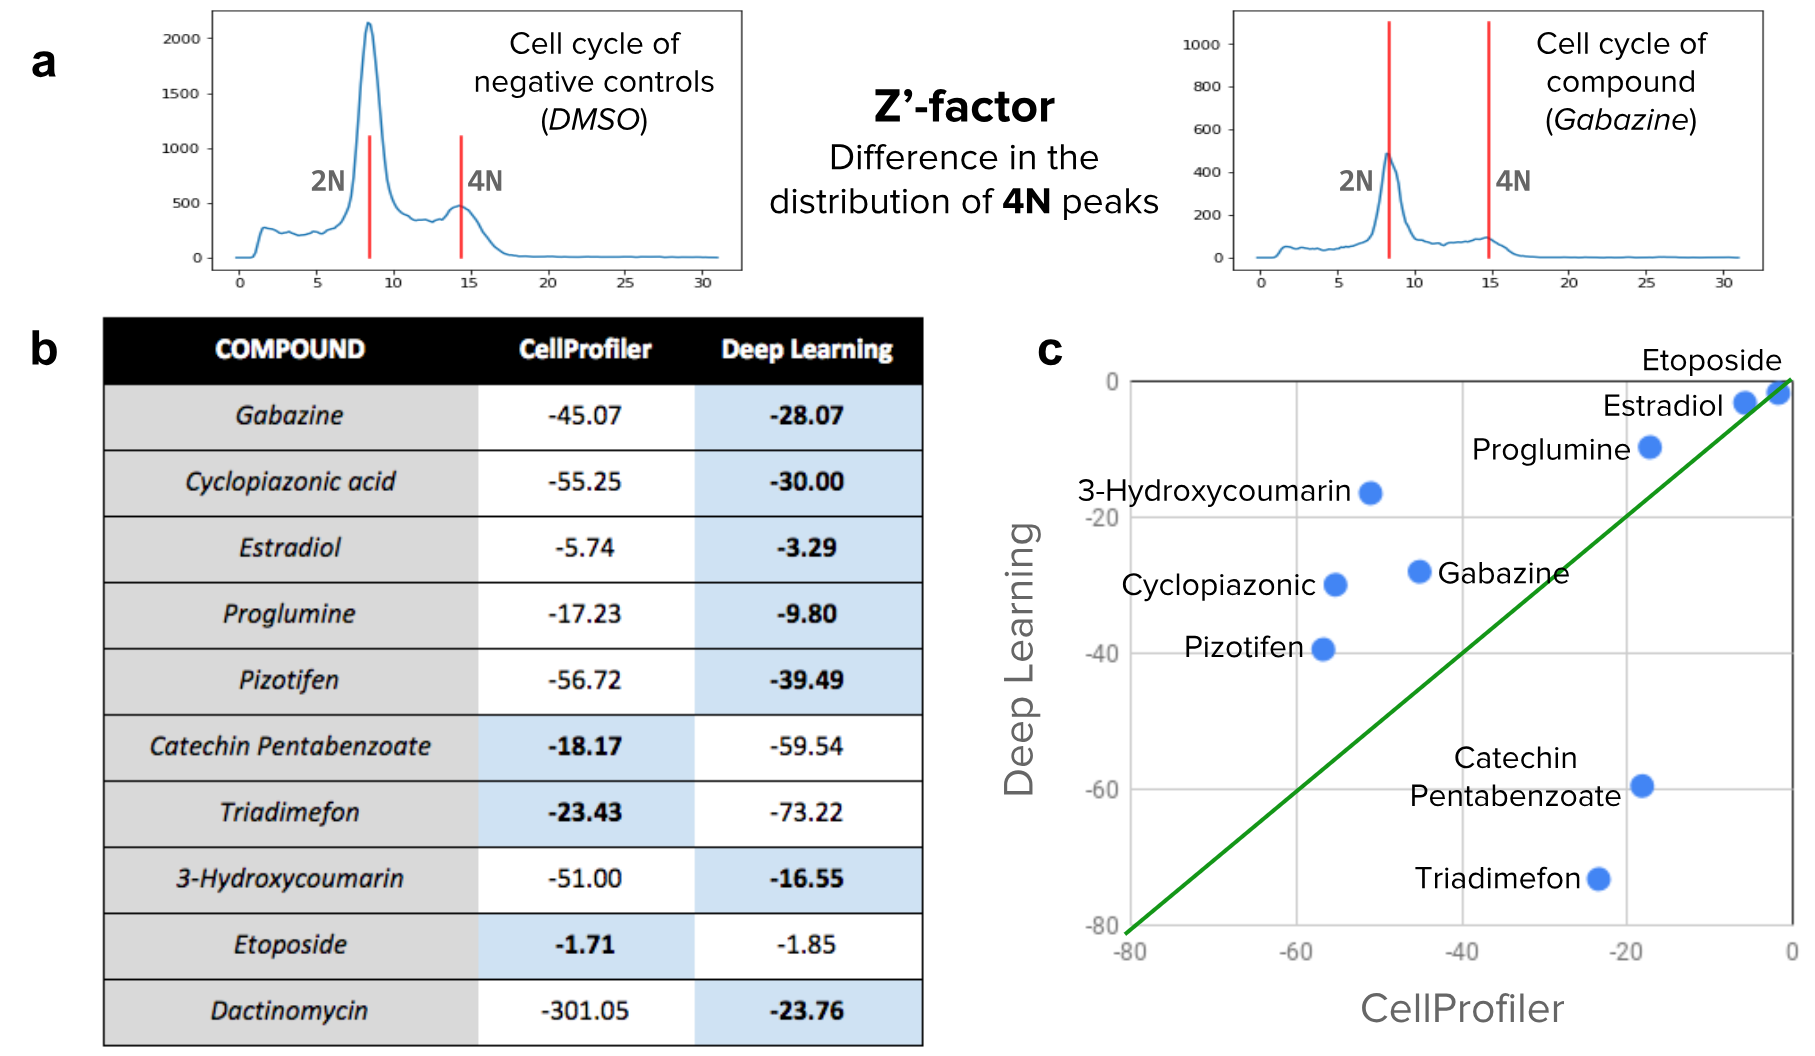 a
2000
1500
1000
500
0
0 5 10 15 20 25 30
2N
4N
Cell cycle of
negative controls
(DMSO)
Z’-factor
Difference in the
distribution of 4N peaks
1000
800
600
400
200
0
0 5 10 15 20 25 30
2N
4N
Cell cycle of
compound
(Gabazine)
b
COMPOUND CellProfiler Deep Learning
Gabazine -45.07 -28.07
Cyclopiazonic acid -55.25 -30.00
Estradiol -5.74 -3.29
Proglumine -17.23 -9.80
Pizotifen -56.72 -39.49
Catechin Pentabenzoate -18.17 -59.54
Triadimefon -23.43 -73.22
3-Hydroxycoumarin -51.00 -16.55
Etoposide -1.71 -1.85
Dactinomycin -301.05 -23.76
c
Etoposide
Estradiol
Proglumine
3-Hydroxycoumarin
Gabazine
Cyclopiazonic
Pizotifen
Catechin
Pentabenzoate
Triadimefon
0
-20
-40
-60
-80
-80 -60 -40 -20 0
Deep Learning
CellProfiler